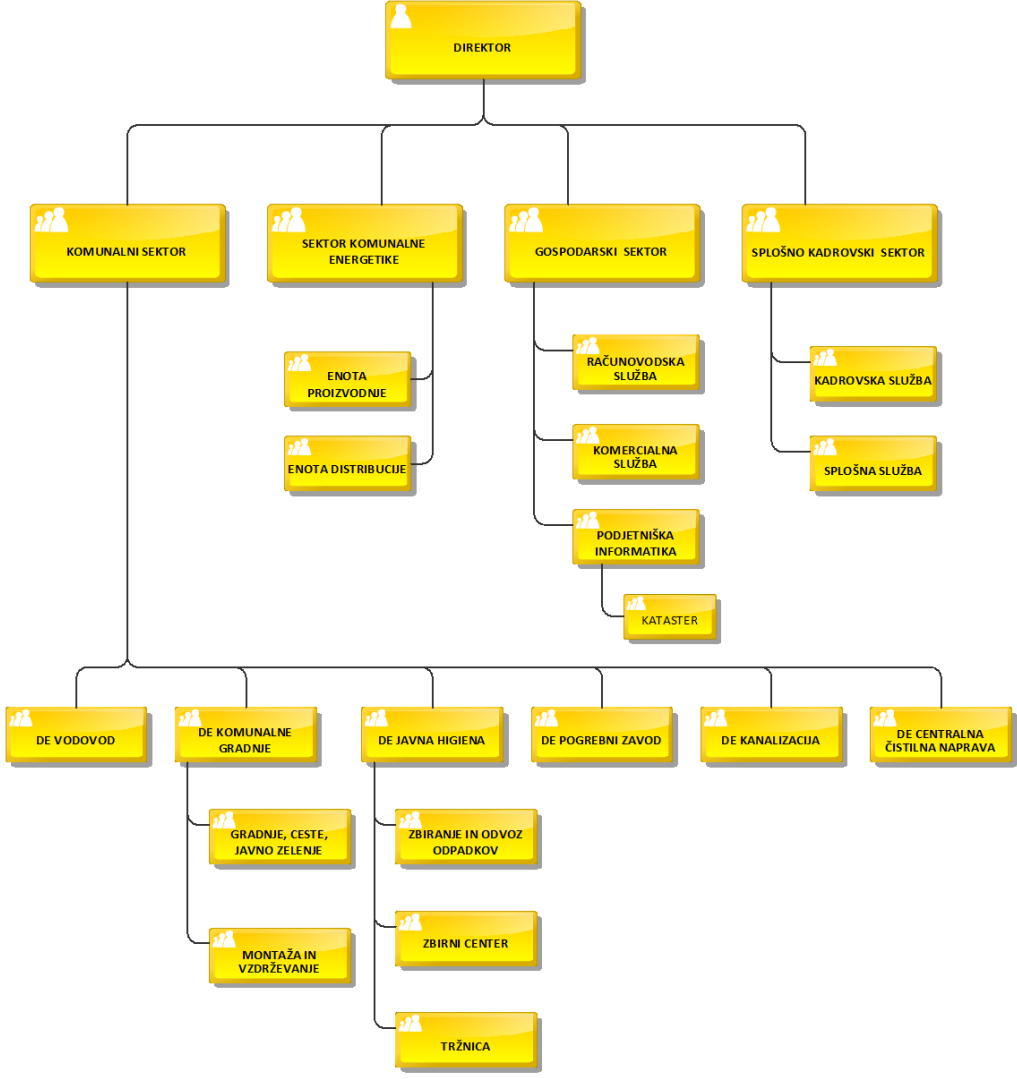 DIREKTOR
KOMUNALNI SEKTOR
SEKTOR KOMUNALNE
ENERGETIKE
GOSPODARSKI SEKTOR
SPLOŠNO KADROVSKI SEKTOR
ENOTA
PROIZVODNJE
ENOTA DISTRIBUCIJE
RAČUNOVODSKA
SLUŽBA
KOMERCIALNA
SLUŽBA
PODJETNIŠKA
INFORMATIKA
KATASTER
KADROVSKA SLUŽBA
SPLOŠNA SLUŽBA
DE VODOVOD
DE KOMUNALNE
GRADNJE
DE JAVNA HIGIENA
DE POGREBNI ZAVOD
DE KANALIZACIJA
DE CENTRALNA
ČISTILNA NAPRAVA
GRADNJE, CESTE,
JAVNO ZELENJE
MONTAŽA IN
VZDRŽEVANJE
ZBIRANJE IN ODVOZ
ODPADKOV
ZBIRNI CENTER
TRŽNICA